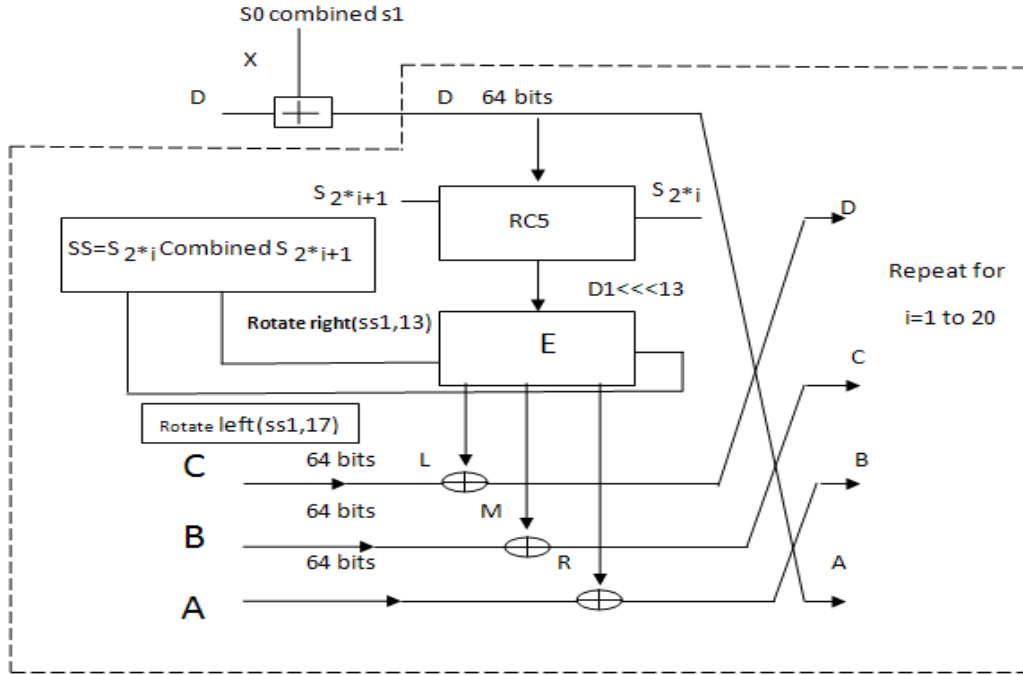 S0 combined s1
X
D
D 64 bits
S 2*i+1
S 2*i
RC5
D
SS=S 2*i Combined S 2*i+1
Repeat for
i=1 to 20
D1<<<13
Rotate right(ss1,13)
E
C
Rotate left(ss1,17)
C 64 bits L
B
64 bits M
B
64 bits R
A
A